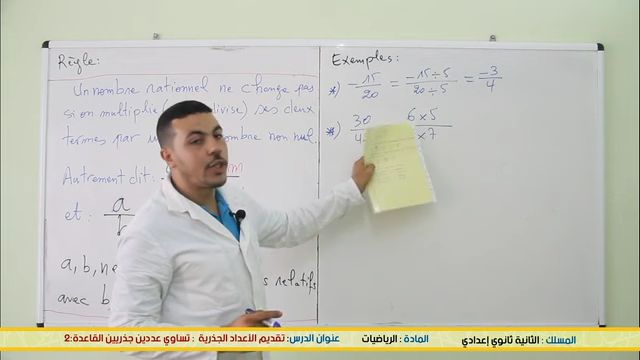 Règle:
Un nombre rationnel ne change pas
si on multiplie (divise) ses deux
termes par nombre non nul.
Autrement dit:
et : a/b
a, b, relatifs
avec b
Exemples:
*) -15/20 = -15÷5/20÷5 = -3/4
*) 30/4 6×5/×7
المسلك : الثانية ثانوي إعدادي المادة : الرياضيات عنوان الدرس: تقديم الأعداد الجذرية : تساوي عددين جذريين القاعدة:2